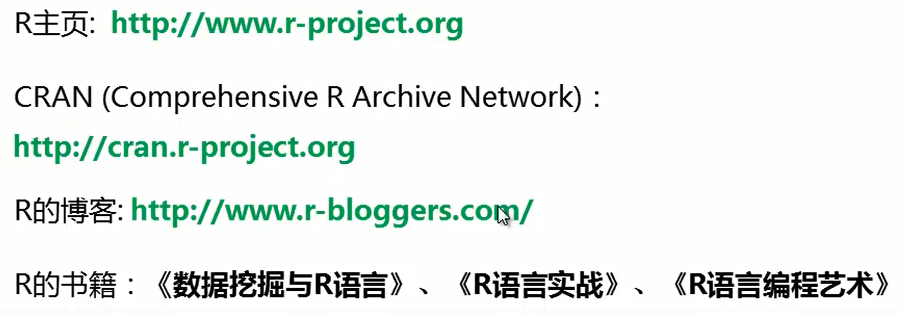 R主页:  http://www.r-project.org
CRAN (Comprehensive R Archive Network)：
http://cran.r-project.org
R的博客: http://www.r-bloggers.com/
R的书籍：《数据挖掘与R语言》、《R语言实战》、《R语言编程艺术》